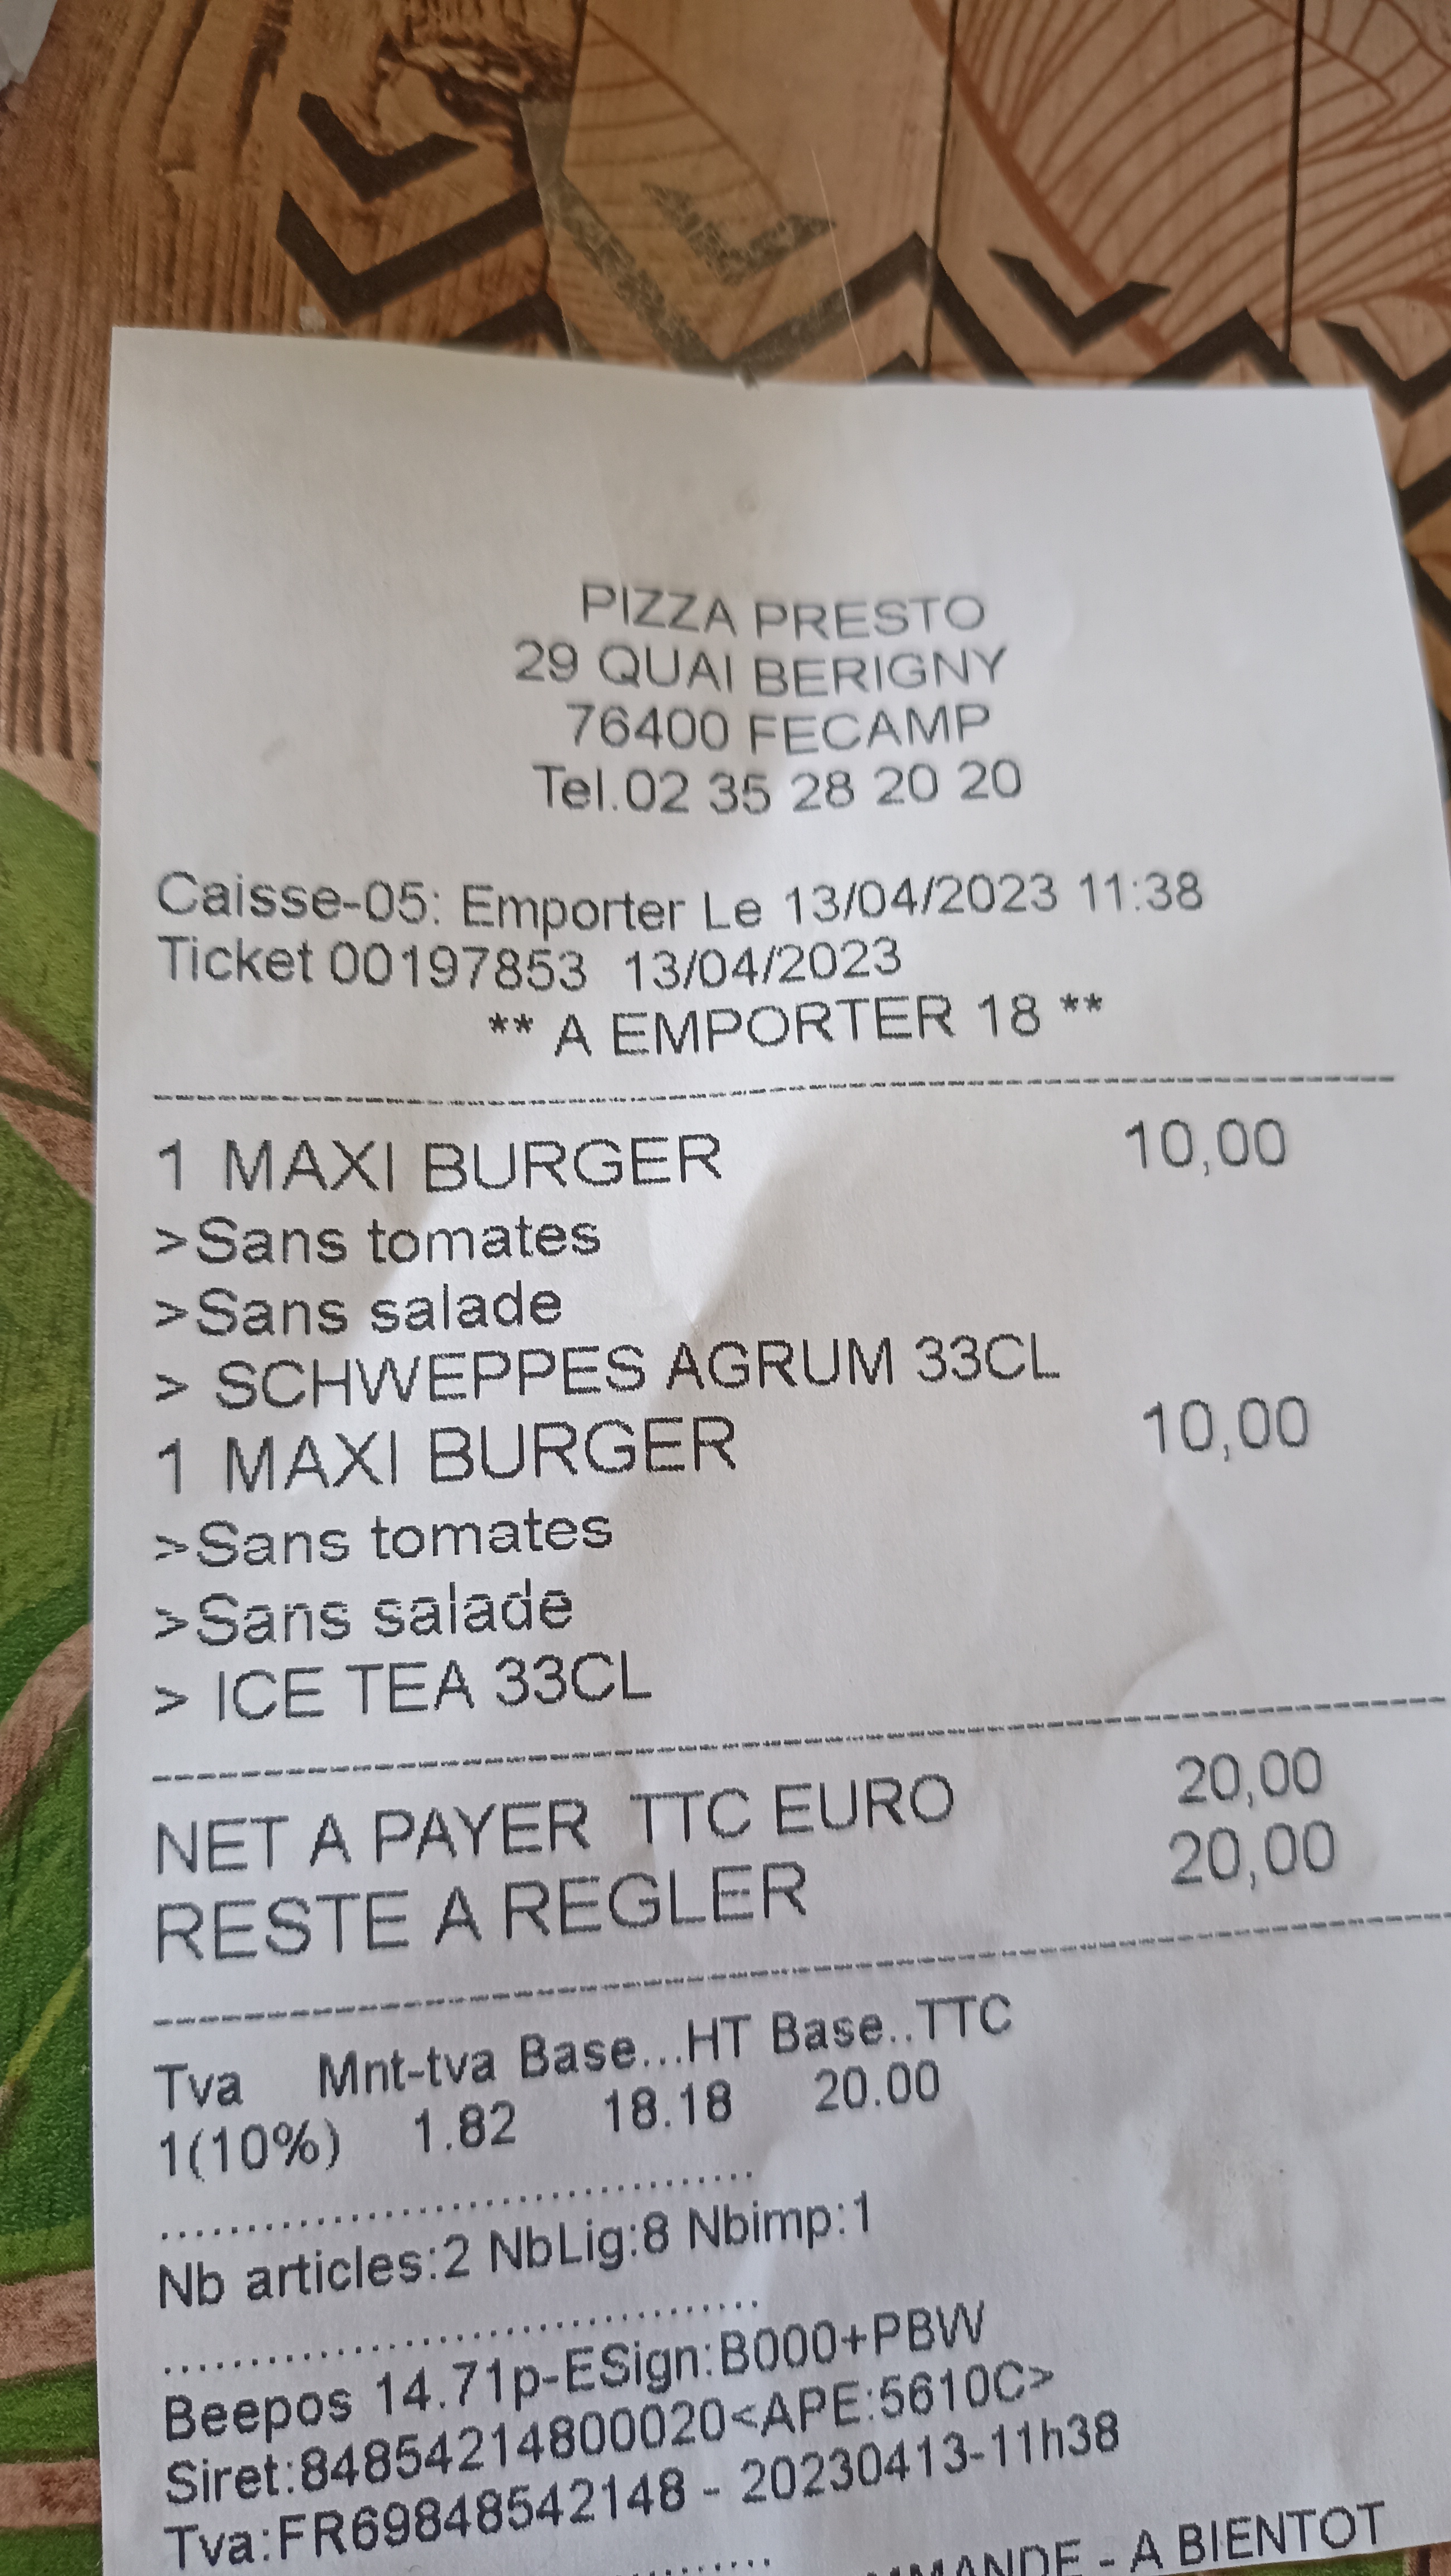 PIZZA PRESTO
29 QUAI BERIGNY
76400 FECAMP
Tel.02 35 28 20 20
Caisse-05: Emporter Le 13/04/2023 11:38
Ticket 00197853 13/04/2023
** A EMPORTER 18 **
1 MAXI BURGER 10,00
>Sans tomates
>Sans salade
> SCHWEPPES AGRUM 33CL
1 MAXI BURGER 10,00
>Sans tomates
>Sans salade
> ICE TEA 33CL
NET A PAYER TTC EURO 20,00
RESTE A REGLER 20,00
Tva Mnt-tva Base...HT Base..TTC
1(10%) 1.82 18.18 20.00
Nb articles:2 NbLig:8 Nbimp:1
Beepos 14.71p-ESign:B000+PBW
Siret:84854214800020<APE:5610C>
Tva:FR69848542148 - 20230413-11h38
- A BIENTOT